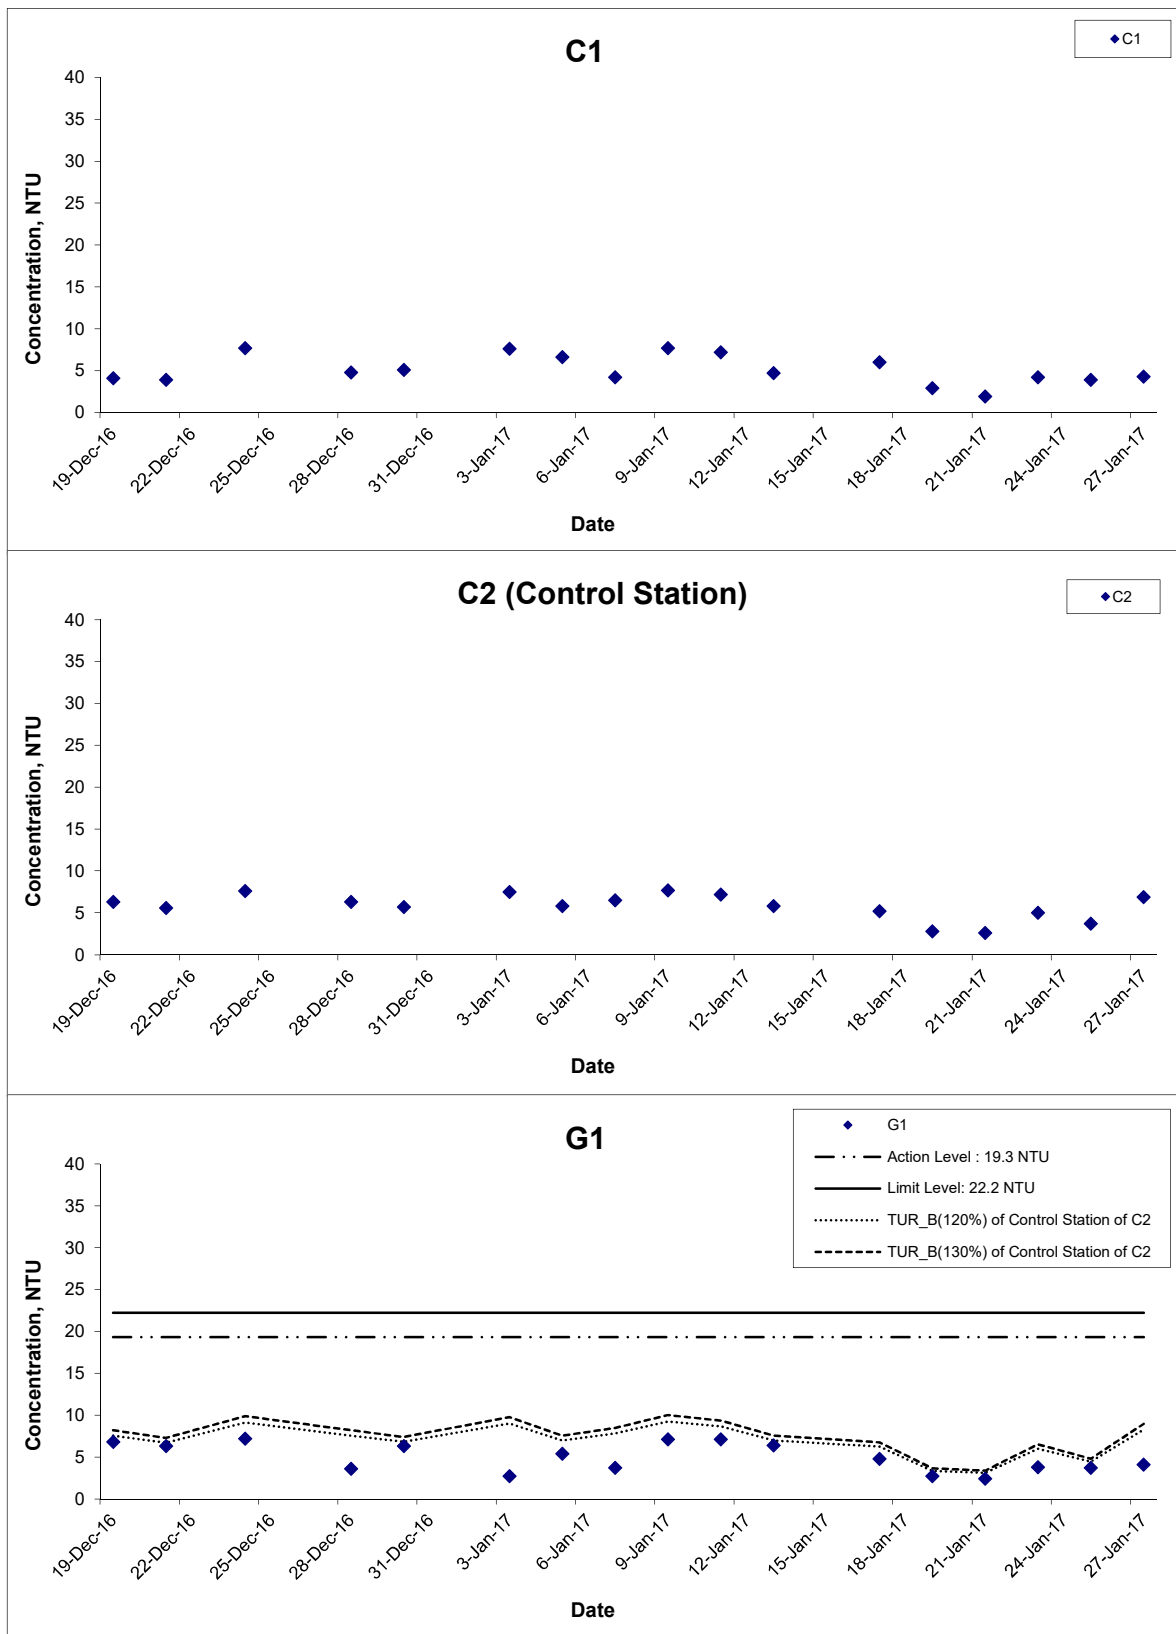 C1
C1
40
35
30
25
20
15
10
5
0
Concentration, NTU
19-Dec-16
22-Dec-16
25-Dec-16
28-Dec-16
31-Dec-16
3-Jan-17
6-Jan-17
9-Jan-17
12-Jan-17
15-Jan-17
18-Jan-17
21-Jan-17
24-Jan-17
27-Jan-17
Date
C2 (Control Station)
C2
40
35
30
25
20
15
10
5
0
Concentration, NTU
19-Dec-16
22-Dec-16
25-Dec-16
28-Dec-16
31-Dec-16
3-Jan-17
6-Jan-17
9-Jan-17
12-Jan-17
15-Jan-17
18-Jan-17
21-Jan-17
24-Jan-17
27-Jan-17
Date
G1
G1
Action Level : 19.3 NTU
Limit Level: 22.2 NTU
TUR_B(120%) of Control Station of C2
TUR_B(130%) of Control Station of C2
40
35
30
25
20
15
10
5
0
Concentration, NTU
19-Dec-16
22-Dec-16
25-Dec-16
28-Dec-16
31-Dec-16
3-Jan-17
6-Jan-17
9-Jan-17
12-Jan-17
15-Jan-17
18-Jan-17
21-Jan-17
24-Jan-17
27-Jan-17
Date